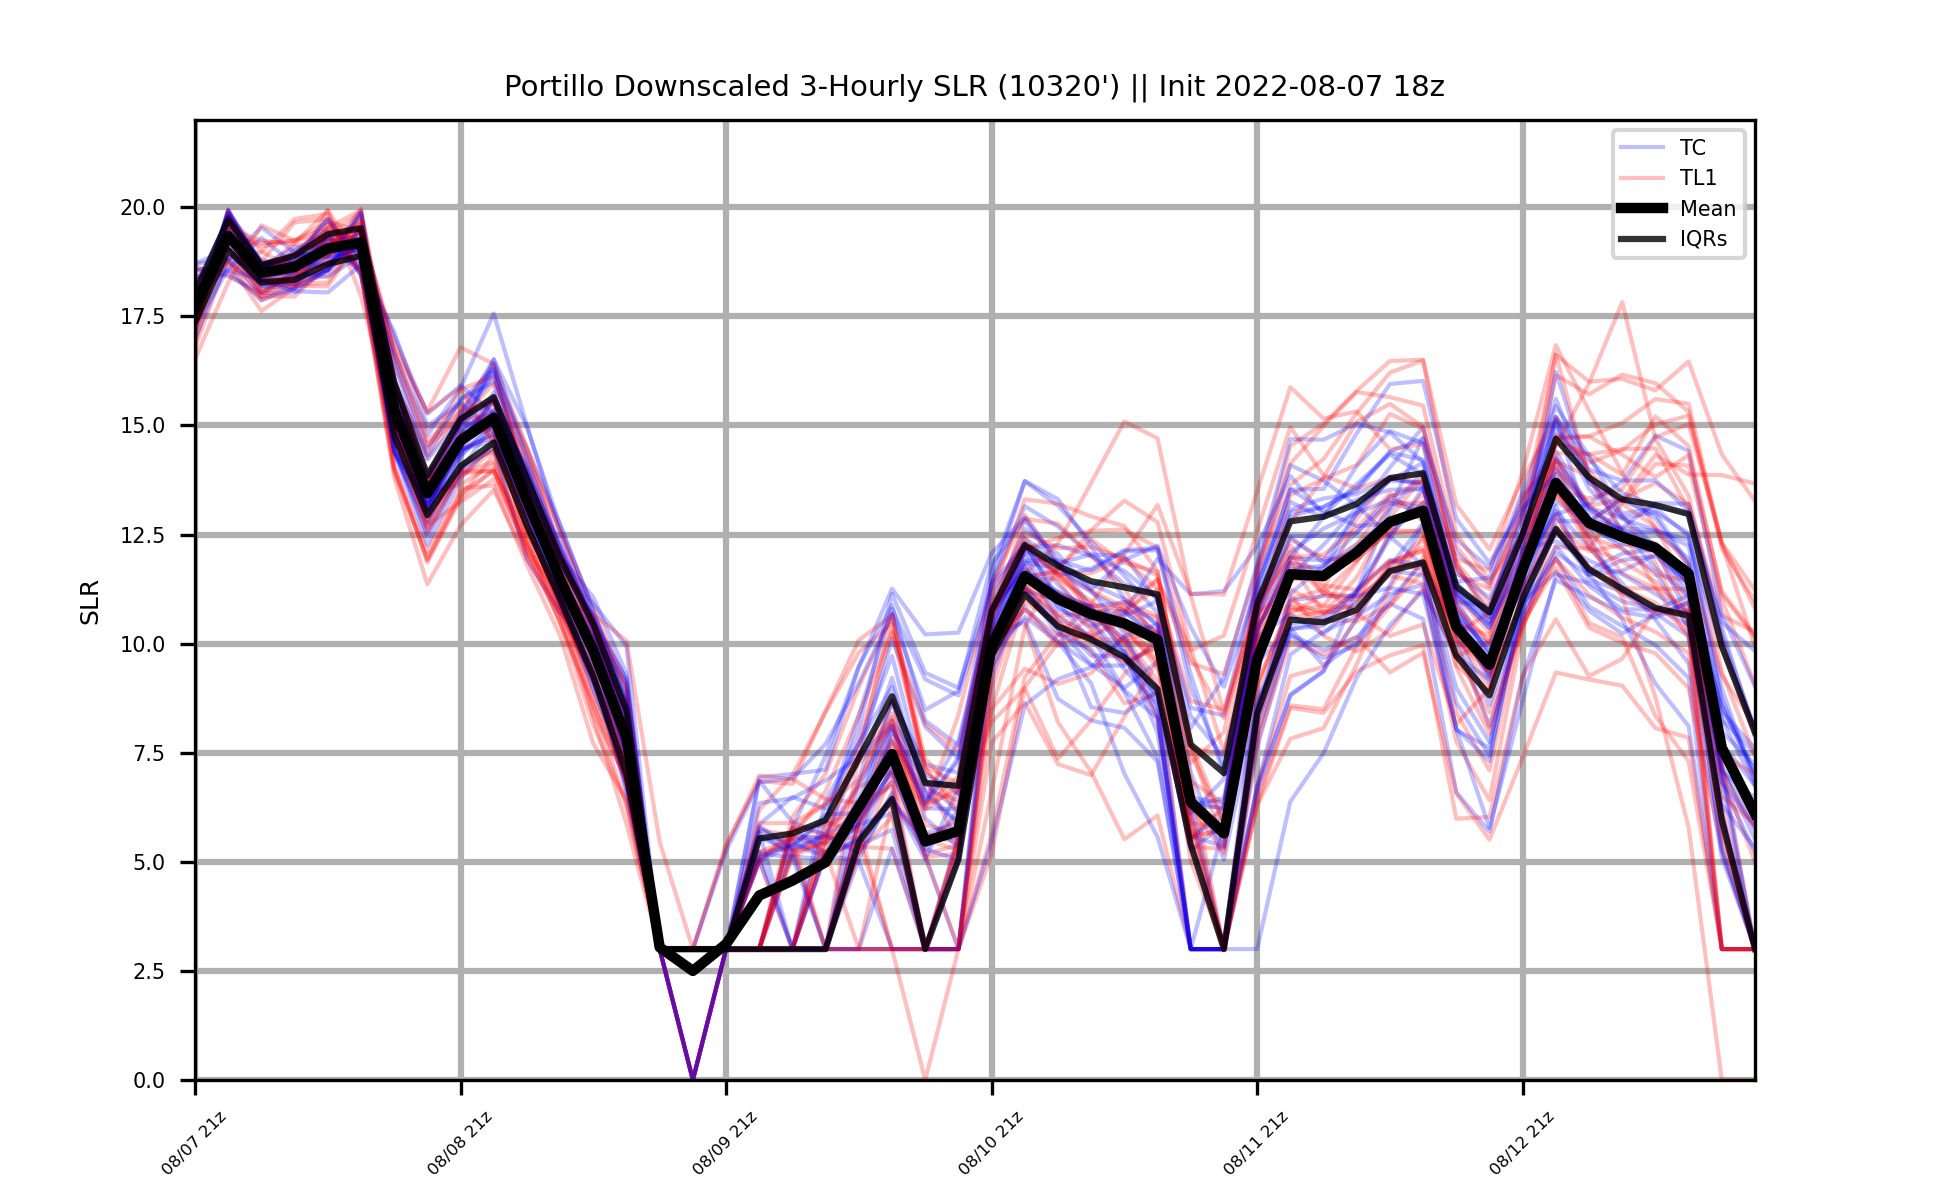 Portillo Downscaled 3-Hourly SLR (10320') || Init 2022-08-07 18z
TC
TL1
Mean
IQRs
20.0
17.5
15.0
12.5
10.0
7.5
5.0
2.5
0.0
SLR
08/07 21z
08/08 21z
08/09 21z
08/10 21z
08/11 21z
08/12 21z